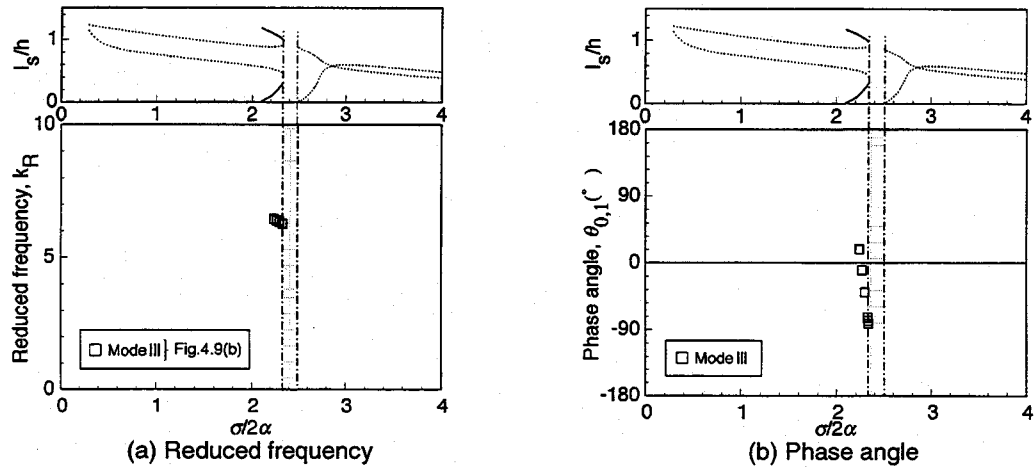 l_s/h
1
0
0 1 2 3 4
Reduced frequency, k_R
10
5
0
Mode III } Fig.4.9(b)
0 1 2 3 4
σ/2α
(a) Reduced frequency
l_s/h
1
0
0 1 2 3 4
Phase angle, θ_0,1(°)
180
90
0
-90
-180
Mode III
0 1 2 3 4
σ/2α
(b) Phase angle